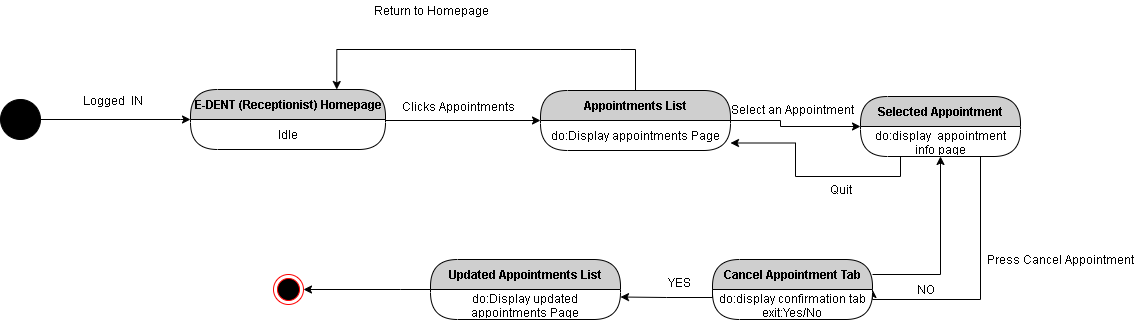 Return to Homepage
Logged IN
E-DENT (Receptionist) Homepage
Idle
Clicks Appointments
Appointments List
do:Display appointments Page
Select an Appointment
Selected Appointment
do:display appointment
info page
Quit
Press Cancel Appointment
NO
Cancel Appointment Tab
do:display confirmation tab
exit:Yes/No
YES
Updated Appointments List
do:Display updated
appointments Page